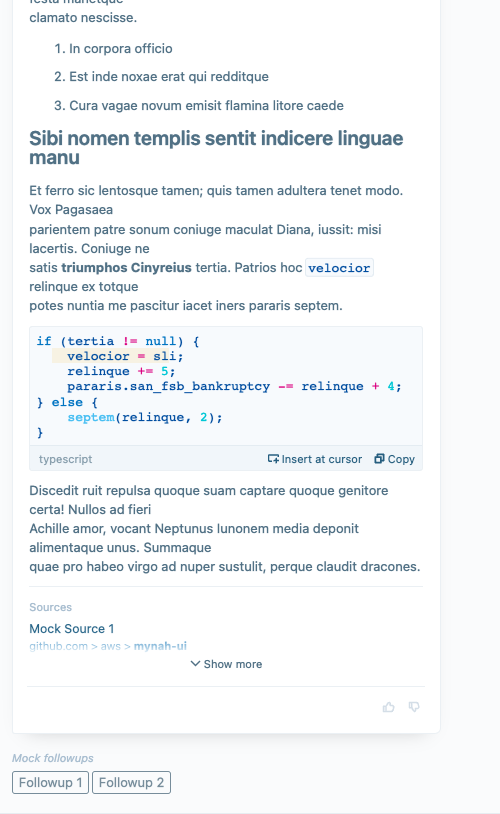 festa manetque
clamato nescisse.
1. In corpora officio
2. Est inde noxae erat qui redditque
3. Cura vagae novum emisit flamina litore caede
Sibi nomen templis sentit indicere linguae
manu
Et ferro sic lentosque tamen; quis tamen adultera tenet modo.
Vox Pagasaea
parientem patre sonum coniuge maculat Diana, iussit: misi
lacertis. Coniuge ne
satis triumphos Cinyreius tertia. Patrios hoc velocior
relinque ex totque
potes nuntia me pascitur iacet iners pararis septem.
if (tertia != null) {
    velocior = sli;
    relinque += 5;
    pararis.san_fsb_bankruptcy -= relinque + 4;
} else {
    septem(relinque, 2);
}
typescript Insert at cursor Copy
Discedit ruit repulsa quoque suam captare quoque genitore
certa! Nullos ad fieri
Achille amor, vocant Neptunus Iunonem media deponit
alimentaque unus. Summaque
quae pro habeo virgo ad nuper sustulit, perque claudit dracones.
Sources
Mock Source 1
github.com > aws > mynah-ui
Show more
Mock followups
Followup 1 Followup 2